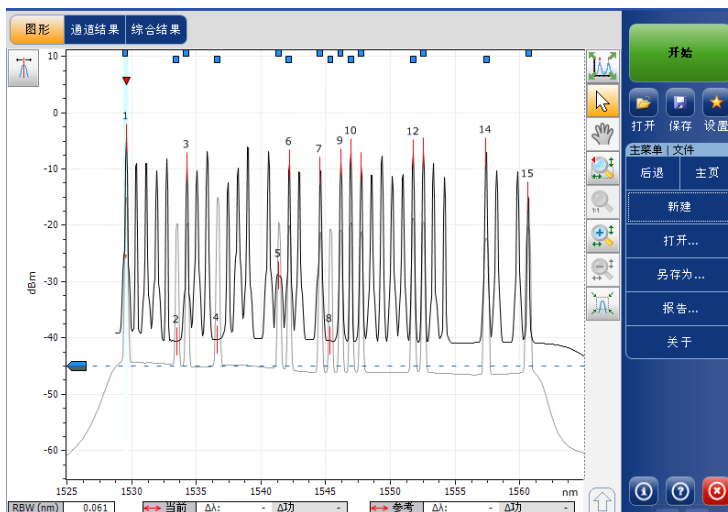 图形 通道结果 综合结果
开始
打开 保存 设置
主菜单 | 文件
后退 主页
新建
打开...
另存为...
报告...
关于
10
0
-10
-20
-30
-40
-50
-60
dBm
1 2 3 4 5 6 7 8 9 10 12 14 15
1:1
1525 1530 1535 1540 1545 1550 1555 1560 nm
RBW (nm) 0.061 当前 Δλ: - Δ功 - 参考 Δλ: - Δ功 -